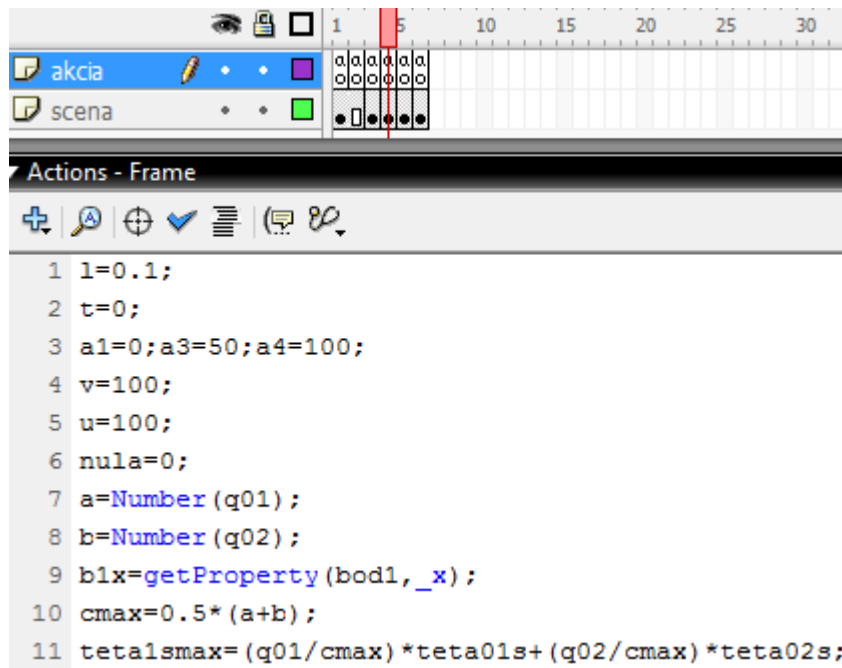 1 5 10 15 20 25 30
akcia a a a a a a
scena
Actions - Frame
1 l=0.1;
2 t=0;
3 a1=0;a3=50;a4=100;
4 v=100;
5 u=100;
6 nula=0;
7 a=Number(q01);
8 b=Number(q02);
9 b1x=getProperty(bod1,_x);
10 cmax=0.5*(a+b);
11 teta1smax=(q01/cmax)*teta01s+(q02/cmax)*teta02s;